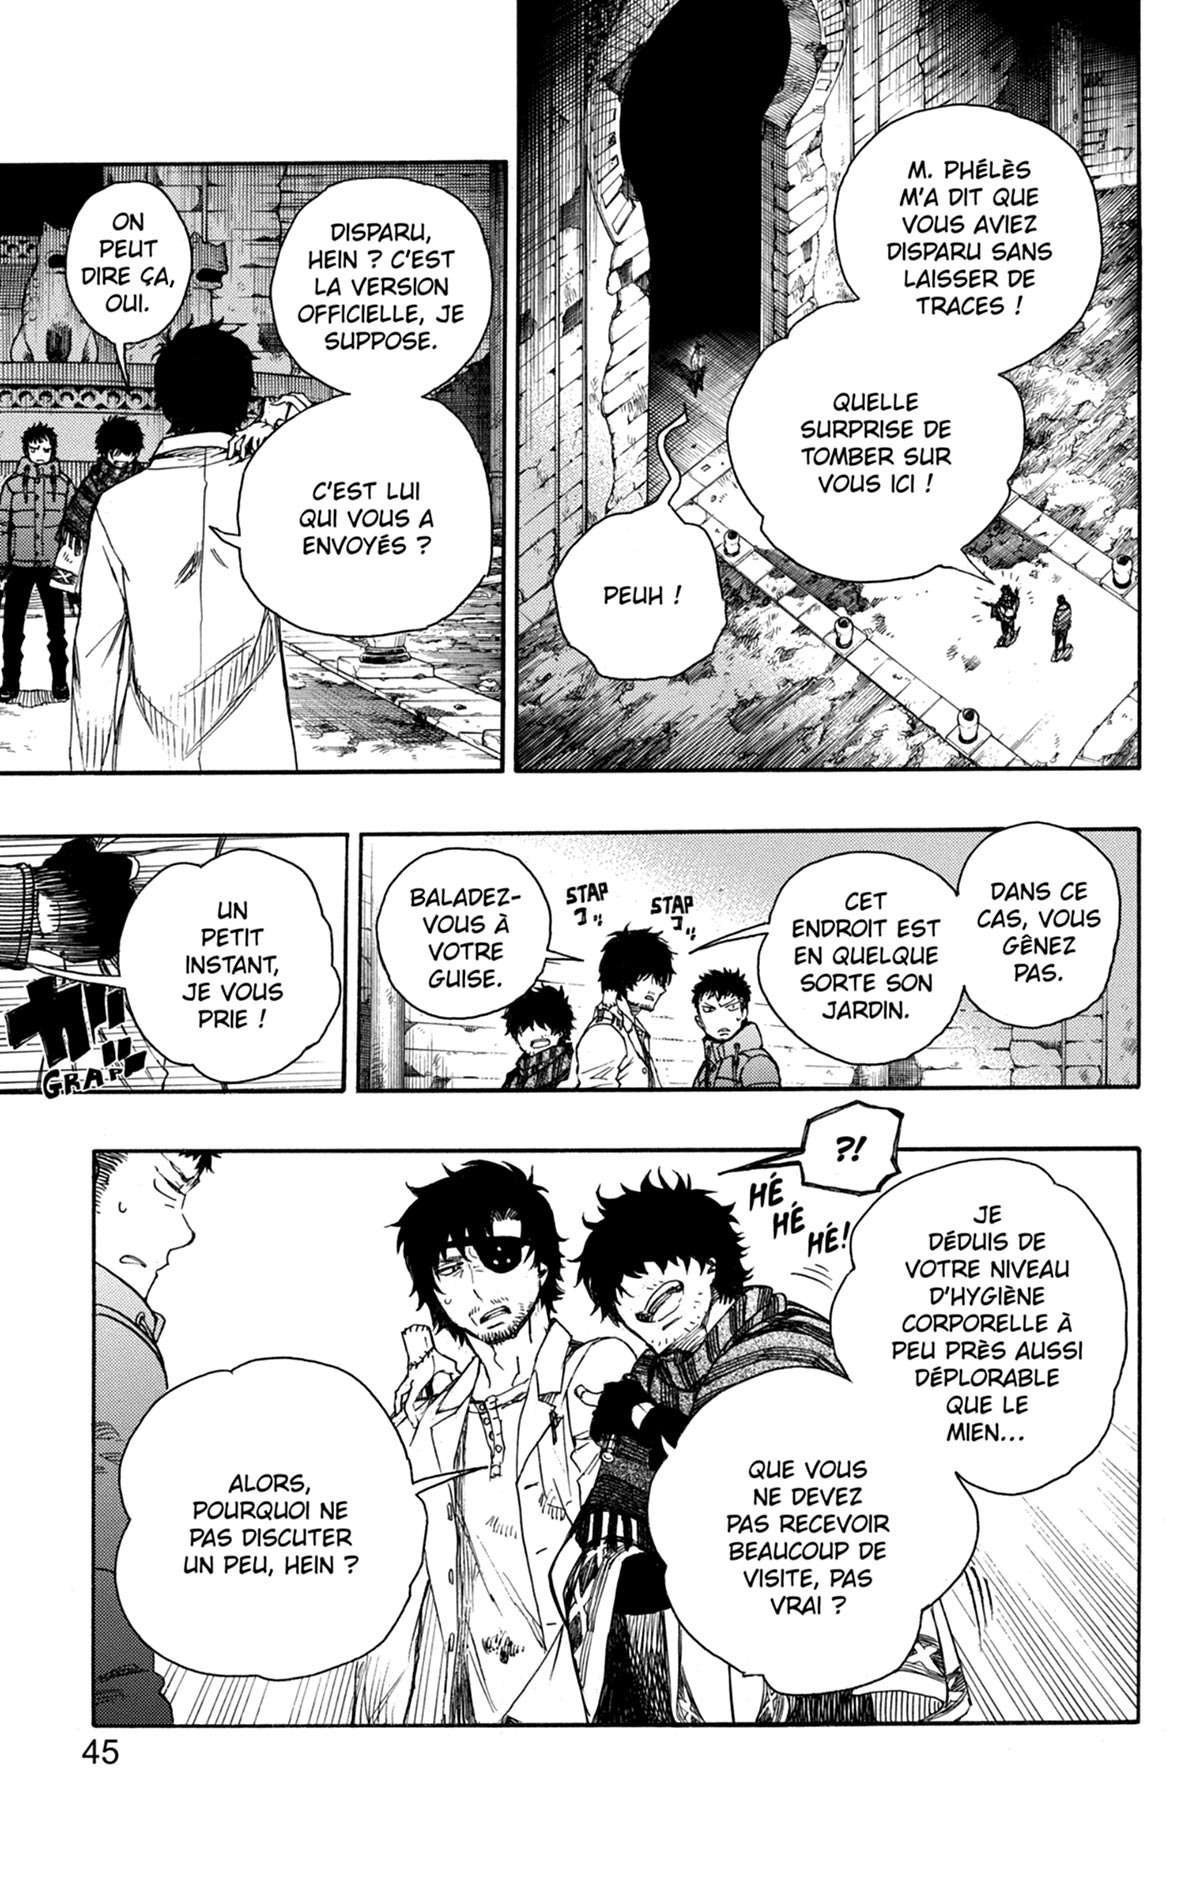 M. PHÉLÈS
M'A DIT QUE
VOUS AVIEZ
DISPARU SANS
LAISSER DE
TRACES !
QUELLE
SURPRISE DE
TOMBER SUR
VOUS ICI !
PEUH !
DISPARU,
HEIN ? C'EST
LA VERSION
OFFICIELLE, JE
SUPPOSE.
C'EST LUI
QUI VOUS A
ENVOYÉS ?
ON
PEUT
DIRE ÇA,
OUI.
DANS CE
CAS, VOUS
GÊNEZ
PAS.
CET
ENDROIT EST
EN QUELQUE
SORTE SON
JARDIN.
STAP
STAP
BALADEZ-
VOUS À
VOTRE
GUISE.
UN
PETIT
INSTANT,
JE VOUS
PRIE !
ガッ
GRAP
?!
HÉ
HÉ
HÉ!
JE
DÉDUIS DE
VOTRE NIVEAU
D'HYGIÈNE
CORPORELLE À
PEU PRÈS AUSSI
DÉPLORABLE
QUE LE
MIEN...
QUE VOUS
NE DEVEZ
PAS RECEVOIR
BEAUCOUP DE
VISITE, PAS
VRAI ?
ALORS,
POURQUOI NE
PAS DISCUTER
UN PEU, HEIN ?
45